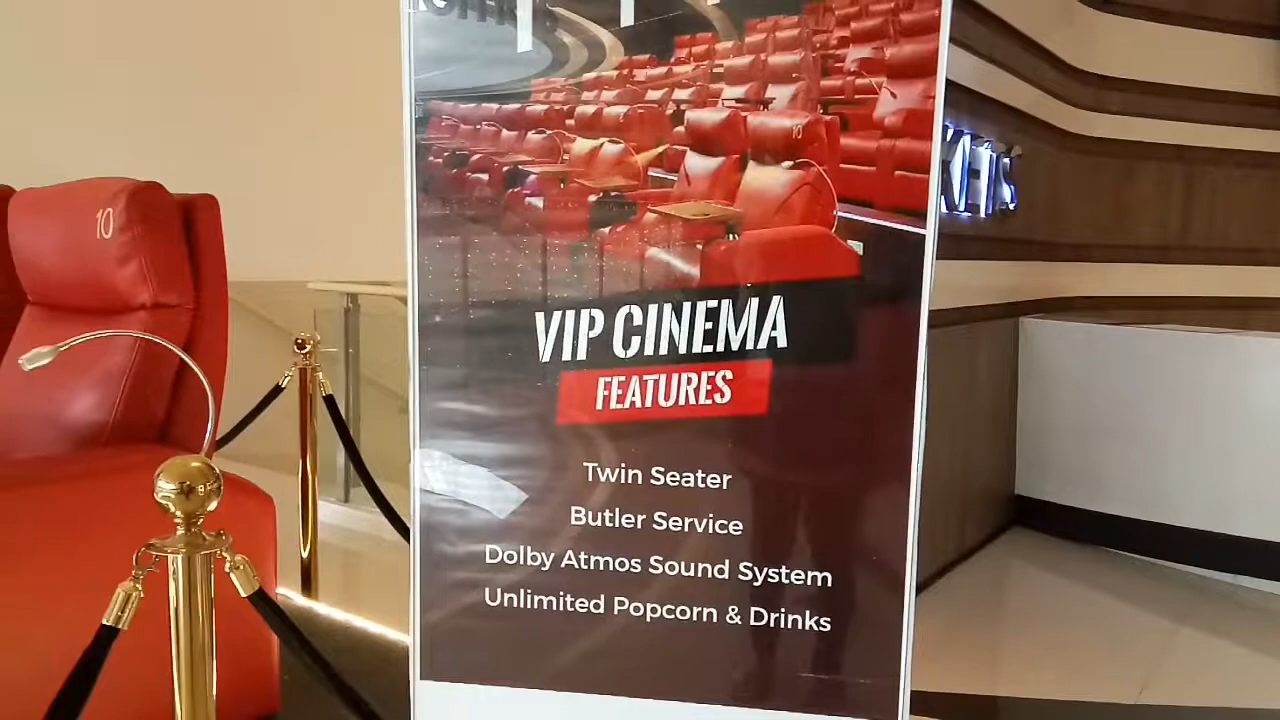 10
10
VIP CINEMA
FEATURES
Twin Seater
Butler Service
Dolby Atmos Sound System
Unlimited Popcorn & Drinks